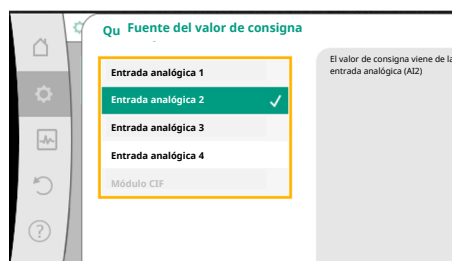 Qu Fuente del valor de consigna
Entrada analógica 1
Entrada analógica 2
Entrada analógica 3
Entrada analógica 4
Módulo CIF
El valor de consigna viene de la
entrada analógica (AI2)
?